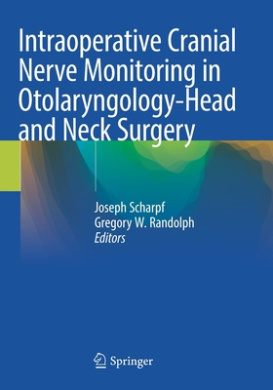 Intraoperative Cranial
Nerve Monitoring in
Otolaryngology-Head
and Neck Surgery
Joseph Scharpf
Gregory W. Randolph
Editors
Springer